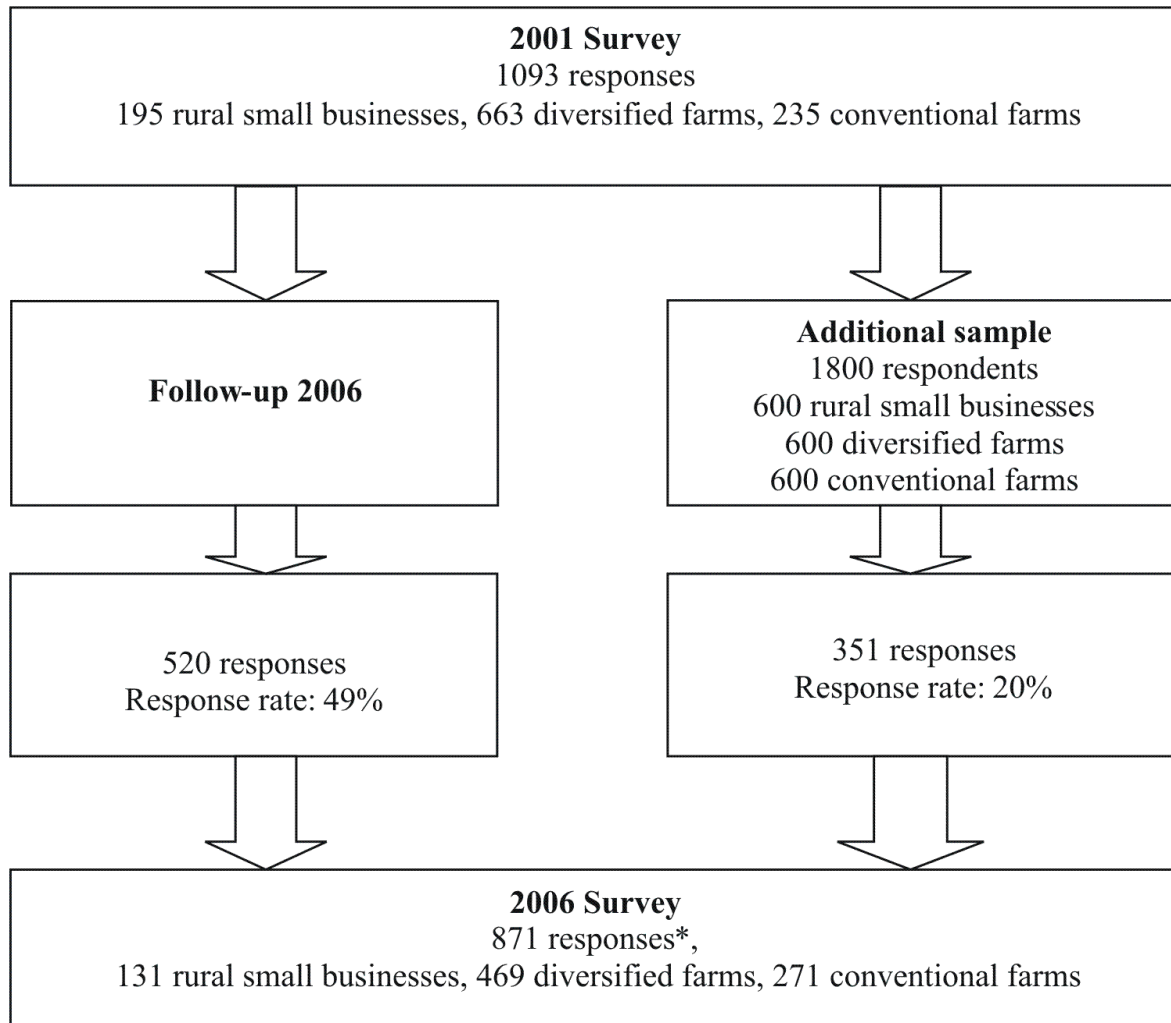 2001 Survey
1093 responses
195 rural small businesses, 663 diversified farms, 235 conventional farms
Follow-up 2006
Additional sample
1800 respondents
600 rural small businesses
600 diversified farms
600 conventional farms
520 responses
Response rate: 49%
351 responses
Response rate: 20%
2006 Survey
871 responses*,
131 rural small businesses, 469 diversified farms, 271 conventional farms